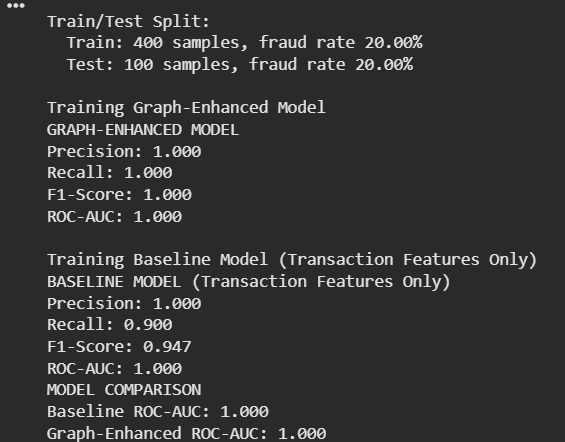 Train/Test Split:
Train: 400 samples, fraud rate 20.00%
Test: 100 samples, fraud rate 20.00%
Training Graph-Enhanced Model
GRAPH-ENHANCED MODEL
Precision: 1.000
Recall: 1.000
F1-Score: 1.000
ROC-AUC: 1.000
Training Baseline Model (Transaction Features Only)
BASELINE MODEL (Transaction Features Only)
Precision: 1.000
Recall: 0.900
F1-Score: 0.947
ROC-AUC: 1.000
MODEL COMPARISON
Baseline ROC-AUC: 1.000
Graph-Enhanced ROC-AUC: 1.000